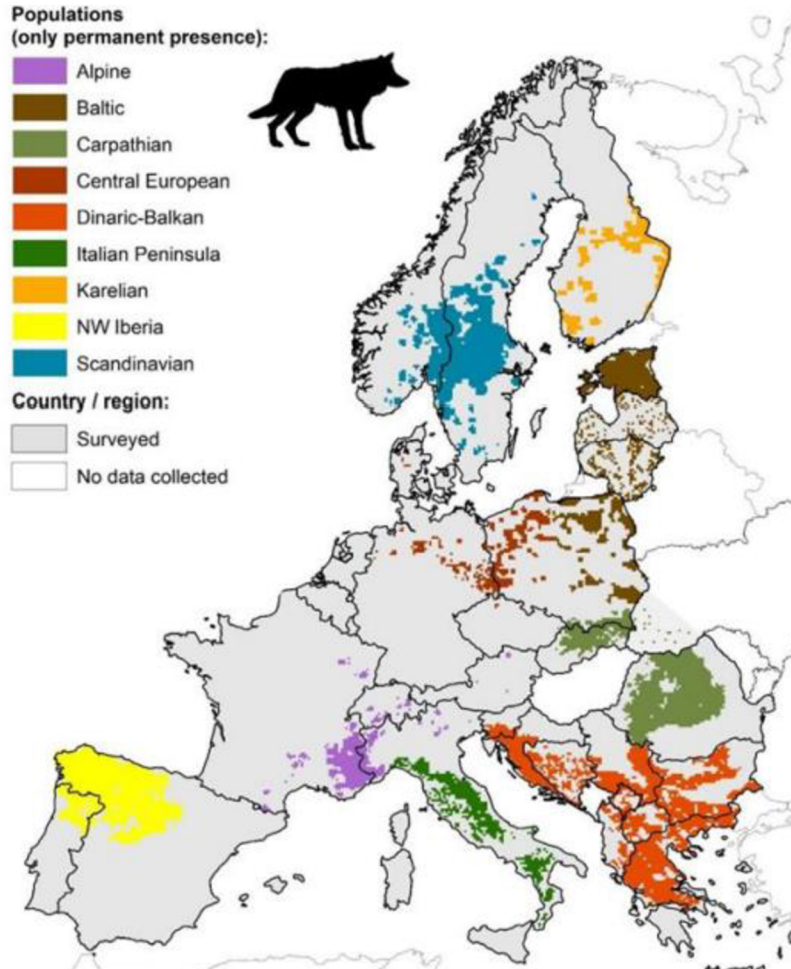 Populations
(only permanent presence):
Alpine
Baltic
Carpathian
Central European
Dinaric-Balkan
Italian Peninsula
Karelian
NW Iberia
Scandinavian
Country / region:
Surveyed
No data collected